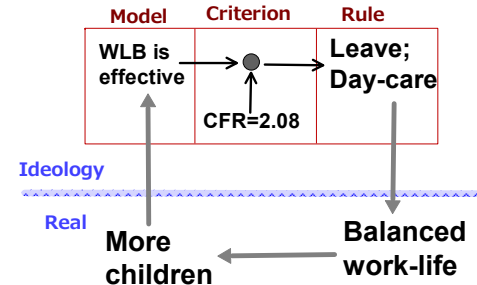 Model Criterion Rule
WLB is
effective
Leave;
Day-care
CFR=2.08
Ideology
Real
More
children
Balanced
work-life